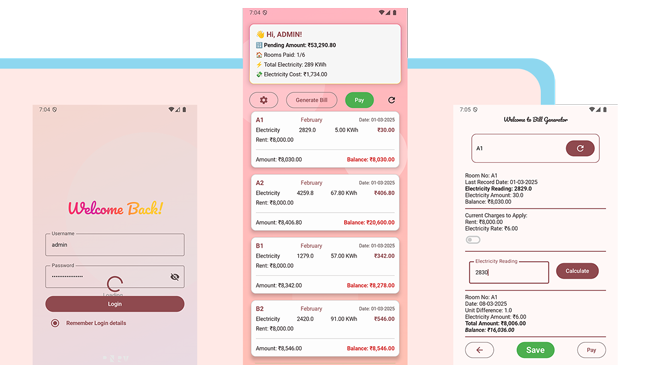 7:04
Welcome Back!
Username
admin
Password
••••••••••••••
Loading...
Login
Remember Login details
7:04
👋 Hi, ADMIN!
Pending Amount: ₹53,290.80
Rooms Paid: 1/6
Total Electricity: 289 KWh
Electricity Cost: ₹1,734.00
Generate Bill
Pay
A1 February Date: 01-03-2025
Electricity 2829.0 5.00 KWh ₹30.00
Rent: ₹8,000.00
Amount: ₹8,030.00 Balance: ₹8,030.00
A2 February Date: 01-03-2025
Electricity 4259.8 67.80 KWh ₹406.80
Rent: ₹8,000.00
Amount: ₹8,406.80 Balance: ₹20,600.00
B1 February Date: 01-03-2025
Electricity 1279.0 57.00 KWh ₹342.00
Rent: ₹8,000.00
Amount: ₹8,342.00 Balance: ₹8,278.00
B2 February Date: 01-03-2025
Electricity 2420.0 91.00 KWh ₹546.00
Rent: ₹8,000.00
Amount: ₹8,546.00 Balance: ₹8,546.00
7:05
Welcome to Bill Generator
A1
Room No: A1
Last Record Date: 01-03-2025
Electricity Reading: 2829.0
Electricity Amount: 30.0
Balance: ₹8,030.00
Current Charges to Apply:
Rent: ₹8,000.00
Electricity Rate: ₹6.00
Electricity Reading
2830
Calculate
Room No: A1
Date: 08-03-2025
Unit Difference: 1.0
Electricity Amount: ₹6.00
Total Amount: ₹8,006.00
Balance: ₹16,036.00
Save
Pay